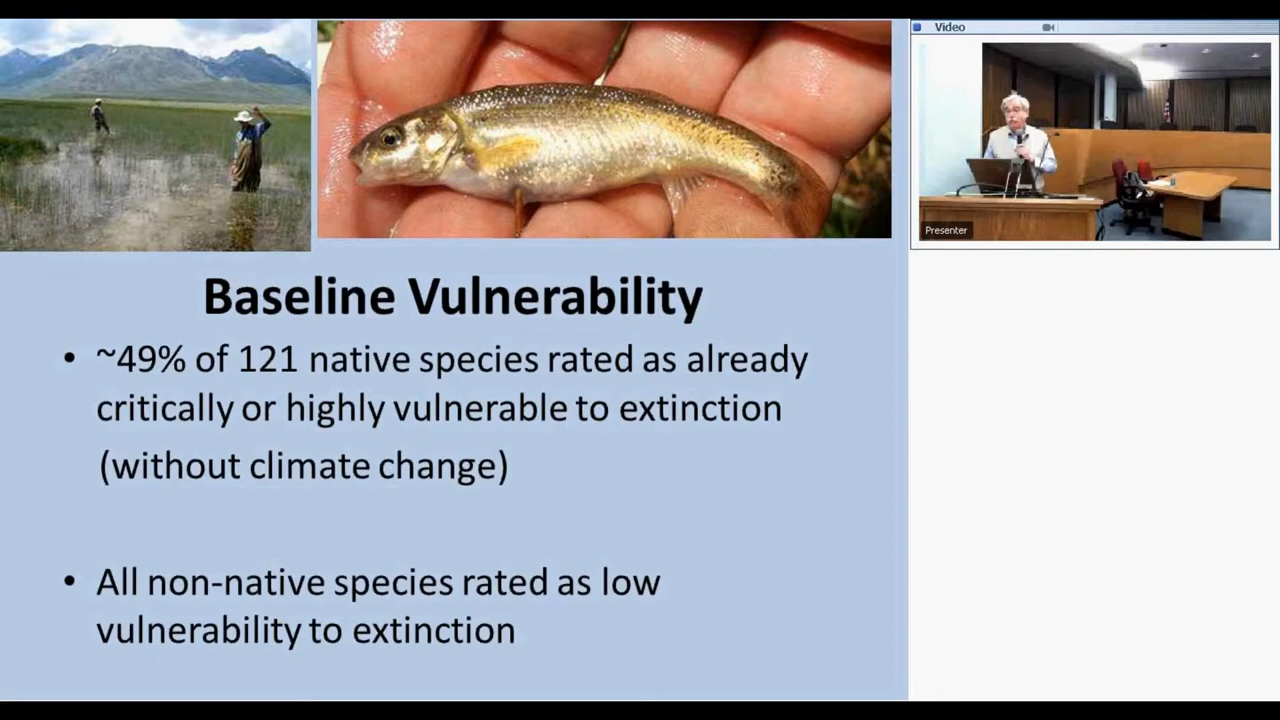 Video
Presenter
Baseline Vulnerability
• ~49% of 121 native species rated as already
critically or highly vulnerable to extinction
(without climate change)
• All non-native species rated as low
vulnerability to extinction